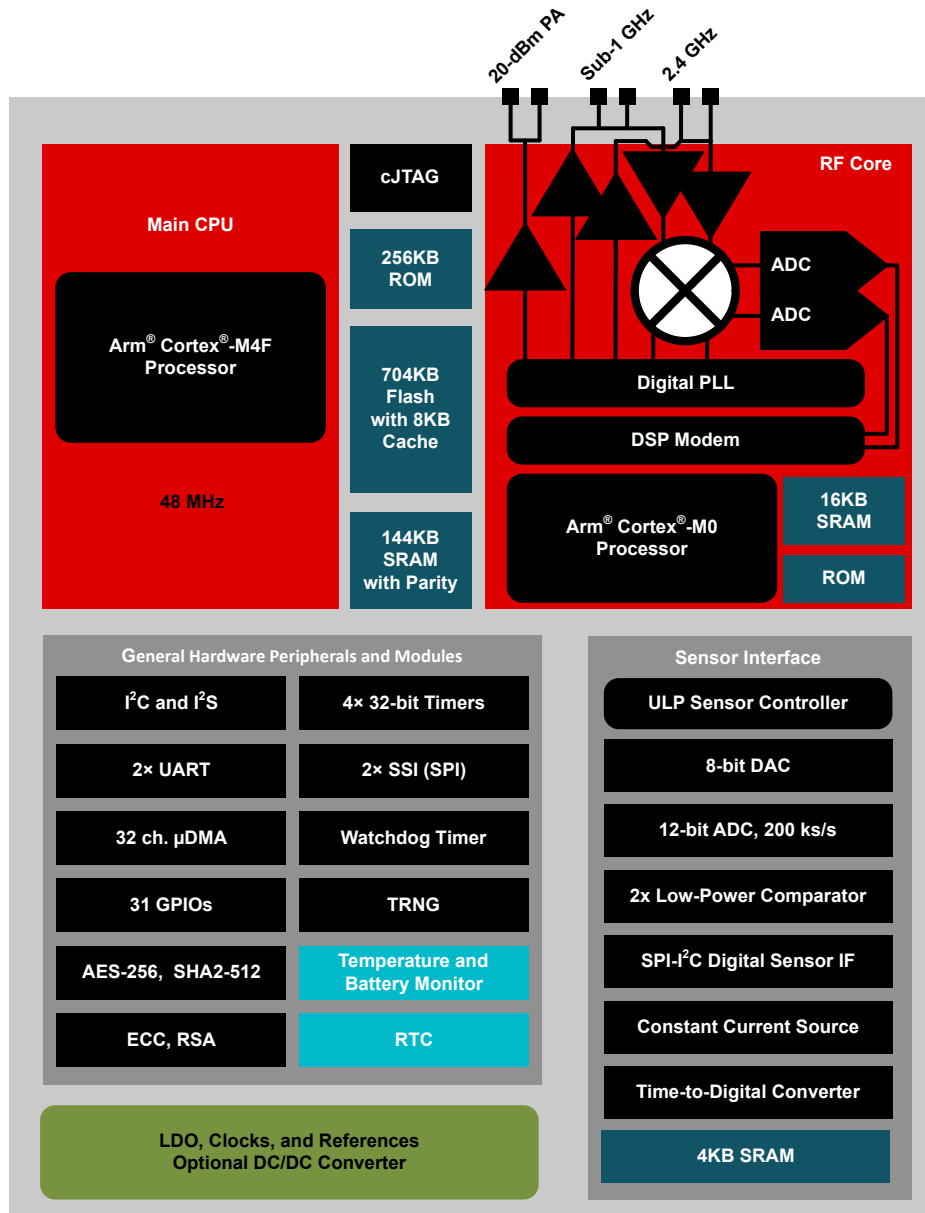 20-dBm PA
Sub-1 GHz
2.4 GHz
Main CPU
Arm® Cortex®-M4F
Processor
48 MHz
cJTAG
256KB
ROM
704KB
Flash
with 8KB
Cache
144KB
SRAM
with Parity
RF Core
ADC
ADC
Digital PLL
DSP Modem
Arm® Cortex®-M0
Processor
16KB
SRAM
ROM
General Hardware Peripherals and Modules
I²C and I²S
4× 32-bit Timers
2× UART
2× SSI (SPI)
32 ch. µDMA
Watchdog Timer
31 GPIOs
TRNG
AES-256, SHA2-512
Temperature and
Battery Monitor
ECC, RSA
RTC
LDO, Clocks, and References
Optional DC/DC Converter
Sensor Interface
ULP Sensor Controller
8-bit DAC
12-bit ADC, 200 ks/s
2x Low-Power Comparator
SPI-I²C Digital Sensor IF
Constant Current Source
Time-to-Digital Converter
4KB SRAM